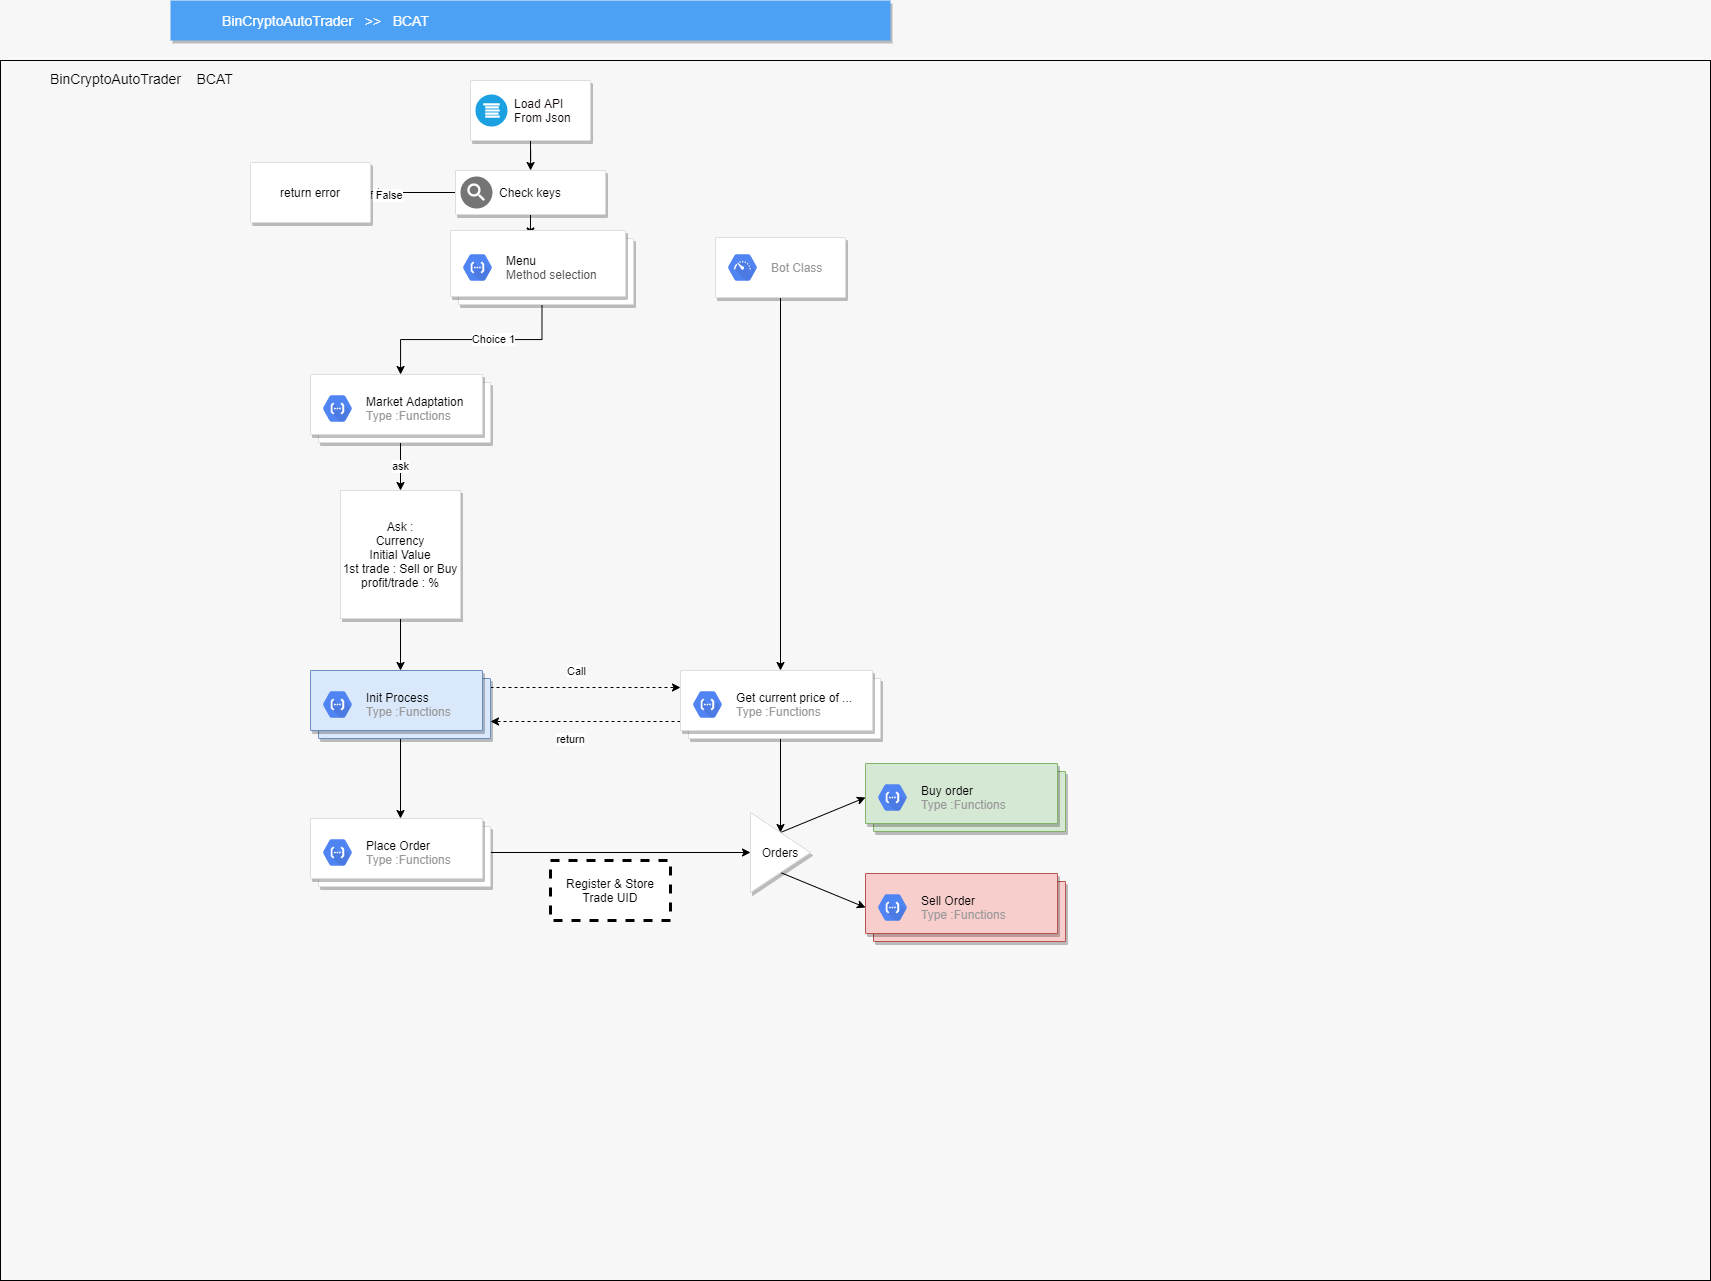 BinCryptoAutoTrader >> BCAT
BinCryptoAutoTrader BCAT
Load API
From Json
return error
f False
Check keys
Menu
Method selection
Bot Class
Choice 1
Market Adaptation
Type :Functions
ask
Ask :
Currency
Initial Value
1st trade : Sell or Buy
profit/trade : %
Init Process
Type :Functions
Call
return
Get current price of ...
Type :Functions
Buy order
Type :Functions
Place Order
Type :Functions
Register & Store
Trade UID
Orders
Sell Order
Type :Functions